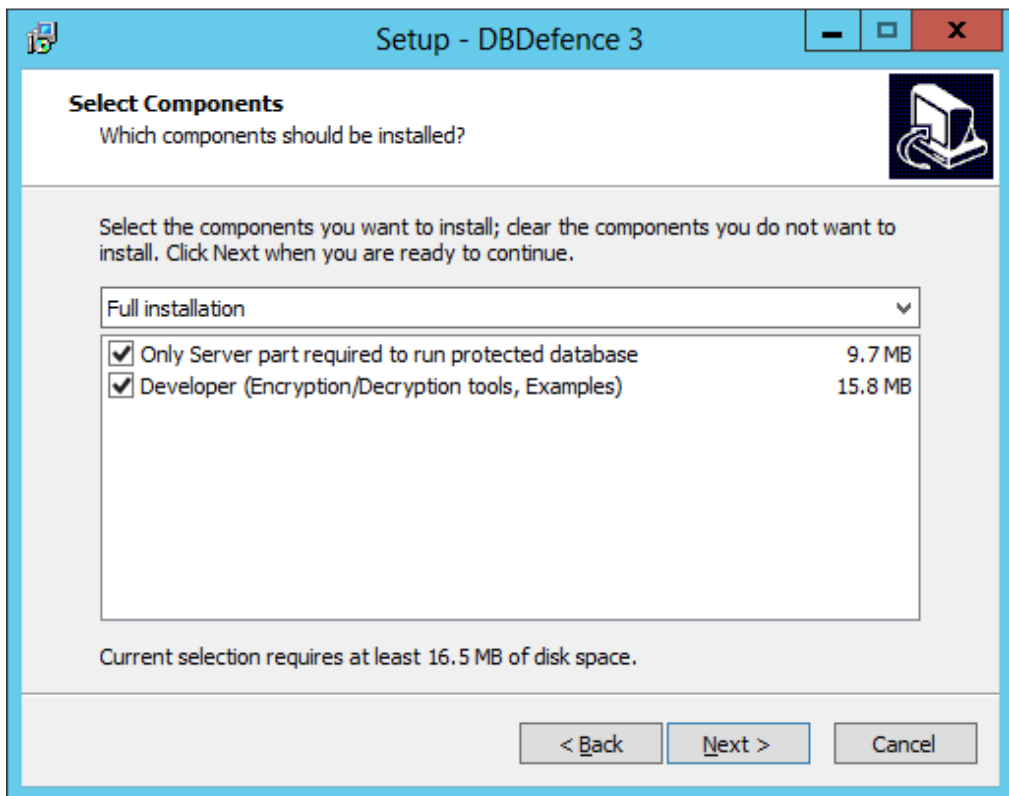 Setup - DBDefence 3
Select Components
Which components should be installed?
Select the components you want to install; clear the components you do not want to
install. Click Next when you are ready to continue.
Full installation
Only Server part required to run protected database 9.7 MB
Developer (Encryption/Decryption tools, Examples) 15.8 MB
Current selection requires at least 16.5 MB of disk space.
< Back Next > Cancel